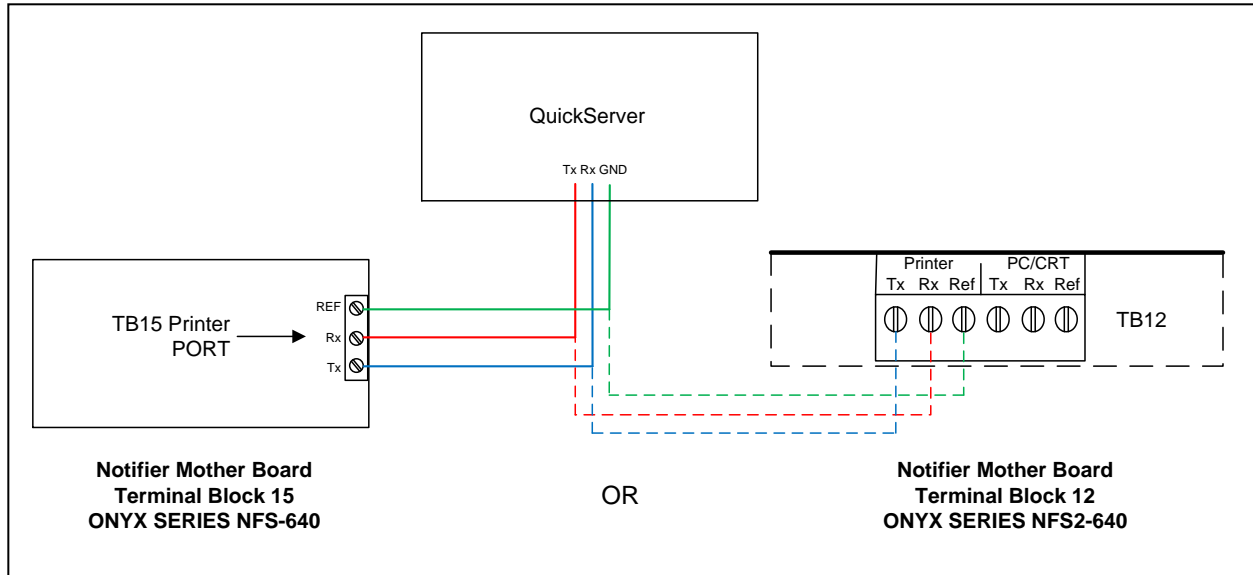 QuickServer
Tx Rx GND
REF
Rx
Tx
TB15 Printer
PORT
Printer PC/CRT
Tx Rx Ref Tx Rx Ref
TB12
Notifier Mother Board
Terminal Block 15
ONYX SERIES NFS-640
OR
Notifier Mother Board
Terminal Block 12
ONYX SERIES NFS2-640